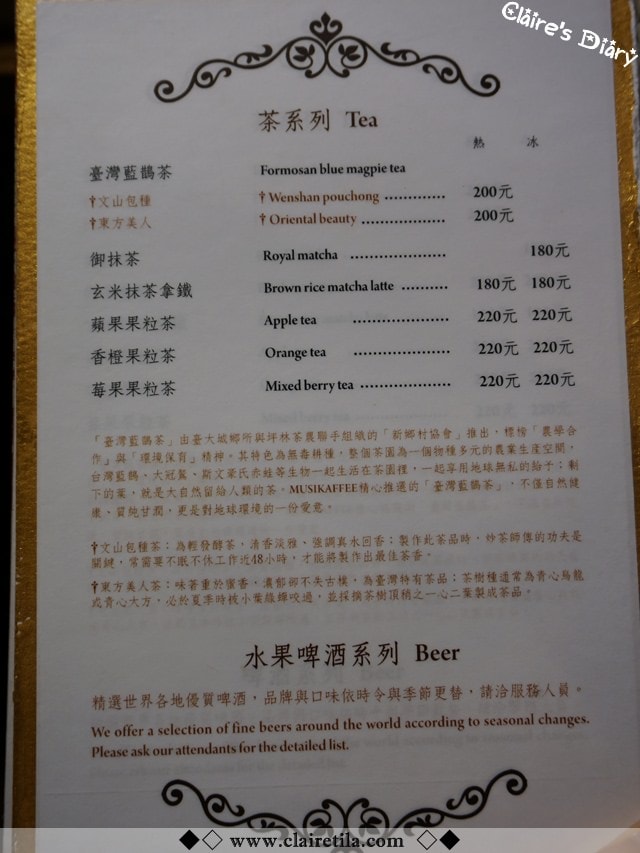 Claire's Diary
茶系列 Tea
熱 冰
臺灣藍鵲茶 Formosan blue magpie tea
†文山包種 †Wenshan pouchong ............. 200元
†東方美人 †Oriental beauty .................. 200元
御抹茶 Royal matcha .................... 180元
玄米抹茶拿鐵 Brown rice matcha latte .......... 180元 180元
蘋果果粒茶 Apple tea .................... 220元 220元
香橙果粒茶 Orange tea .................... 220元 220元
莓果果粒茶 Mixed berry tea .................. 220元 220元
「臺灣藍鵲茶」由臺大城鄉所與坪林茶農聯手組織的「新鄉村協會」推出，標榜「農學合
作」與「環境保育」精神。其特色為無毒耕種，整個茶園為一個物種多元的農業生產空間，
台灣藍鵲、大冠鷲、斯文豪氏赤蛙等生物一起生活在茶園裡，一起享用地球無私的給予；剩
下的葉，就是大自然留給人類的茶。MUSIKAFFEE精心推選的「臺灣藍鵲茶」，不僅自然健
康、質純甘潤，更是對地球環境的一份愛意。
†文山包種茶：為輕發酵茶，清香淡雅、強調真水回香；製作此茶品時，炒茶師傅的功夫是
關鍵，常需要不眠不休工作近48小時，才能將製作出最佳茶香。
†東方美人茶：味著重於蜜香，濃郁卻不失古樸，為臺灣特有茶品；茶樹種通常為青心烏龍
或青心大冇，必於夏季時被小葉綠蟬咬過，並採摘茶樹頂稍之一心二葉製成茶品。
水果啤酒系列 Beer
精選世界各地優質啤酒，品牌與口味依時令與季節更替，請洽服務人員。
We offer a selection of fine beers around the world according to seasonal changes.
Please ask our attendants for the detailed list.
www.clairetila.com